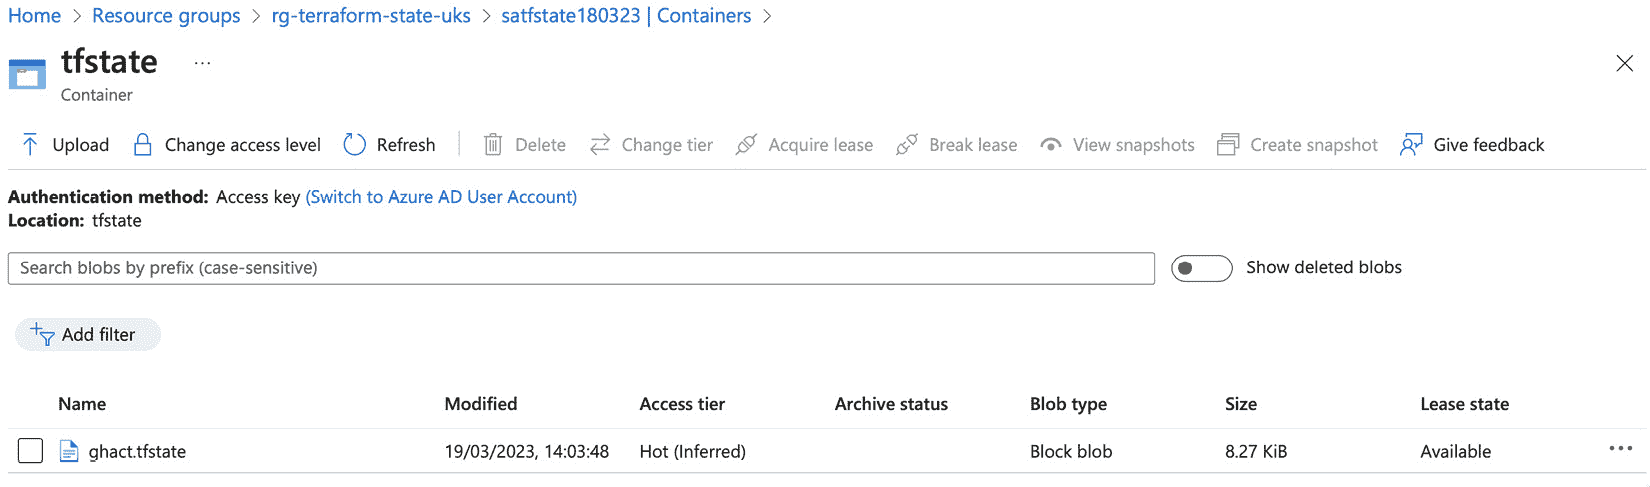 Home > Resource groups > rg-terraform-state-uks > satfstate180323 | Containers >
tfstate ...
Container
Upload Change access level Refresh Delete Change tier Acquire lease Break lease View snapshots Create snapshot Give feedback
Authentication method: Access key (Switch to Azure AD User Account)
Location: tfstate
Search blobs by prefix (case-sensitive) Show deleted blobs
Add filter
Name Modified Access tier Archive status Blob type Size Lease state
ghact.tfstate 19/03/2023, 14:03:48 Hot (Inferred) Block blob 8.27 KiB Available ...